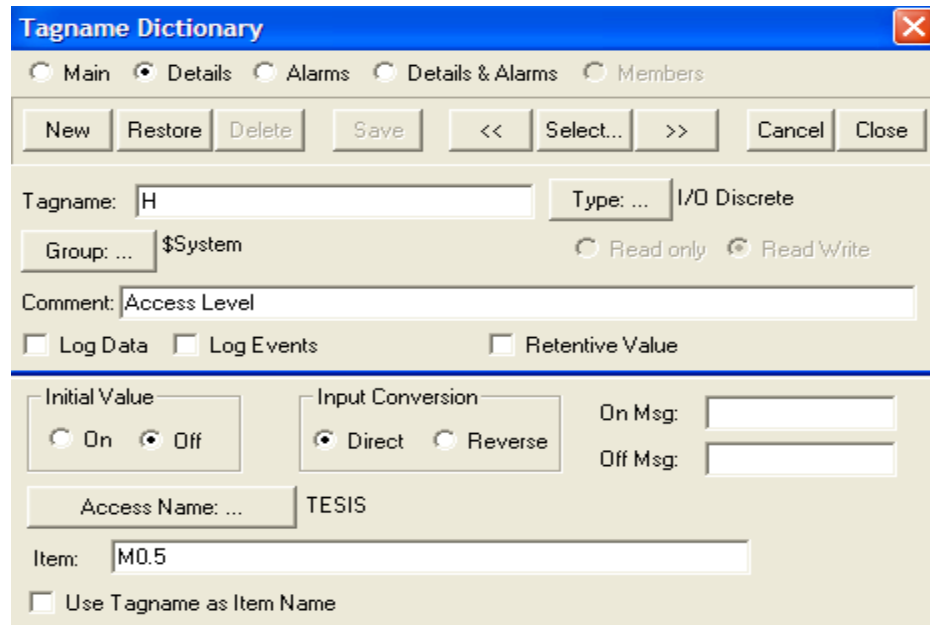 Tagname Dictionary
Main Details Alarms Details & Alarms Members
New Restore Delete Save << Select... >> Cancel Close
Tagname: H Type: ... I/O Discrete
Group: ... $System Read only Read Write
Comment: Access Level
Log Data Log Events Retentive Value
Initial Value Input Conversion On Msg:
On Off Direct Reverse
Off Msg:
Access Name: ... TESIS
Item: M0.5
Use Tagname as Item Name